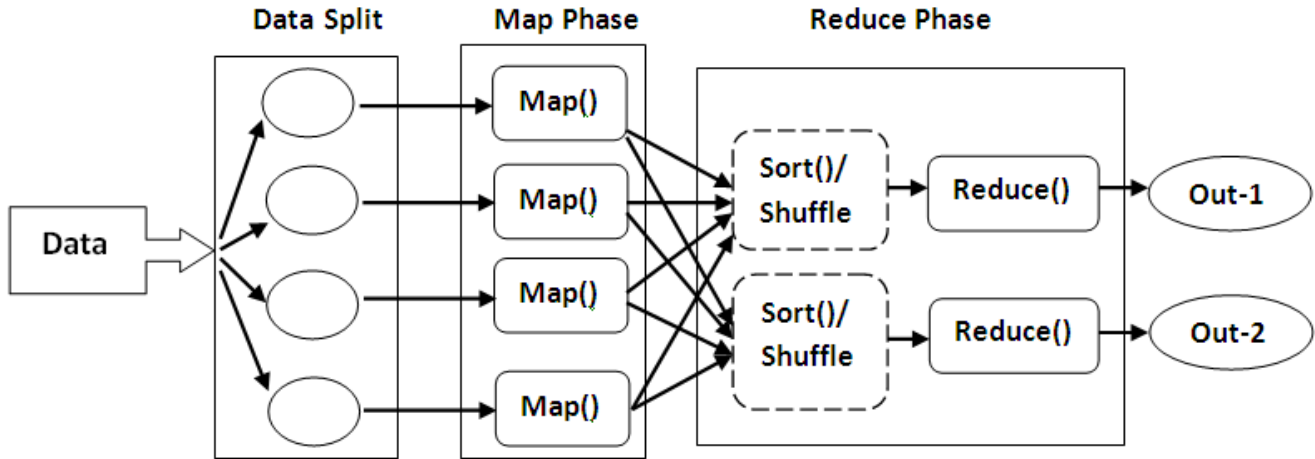 Data Split
Map Phase
Reduce Phase
Data
Map()
Map()
Map()
Map()
Sort()/
Shuffle
Reduce()
Out-1
Sort()/
Shuffle
Reduce()
Out-2